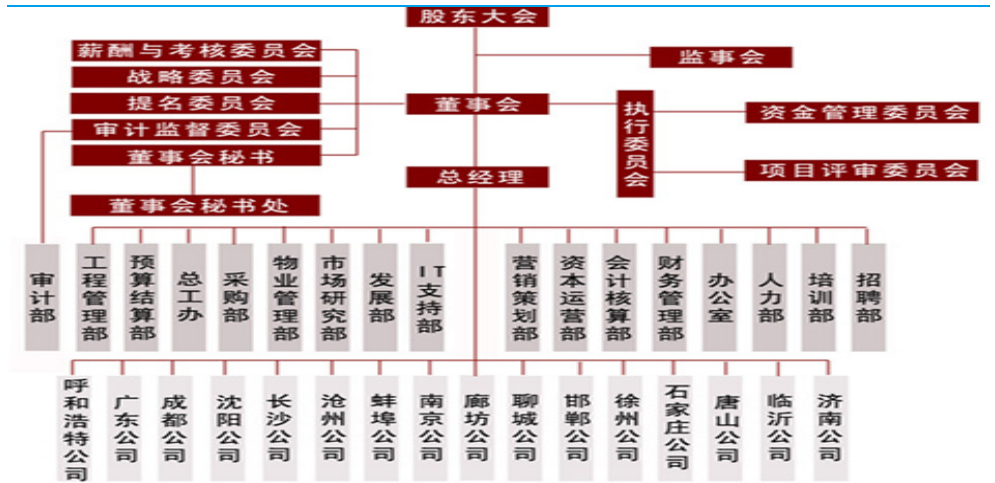 股东大会
薪酬与考核委员会
监事会
战略委员会
提名委员会
董事会
执行委员会
资金管理委员会
审计监督委员会
董事会秘书
总经理
项目评审委员会
董事会秘书处
审计部
工程管理部
预算结算部
总工办
采购部
物业管理部
市场研究部
发展部
IT支持部
营销策划部
资本运营部
会计核算部
财务管理部
办公室
人力部
培训部
招聘部
呼和浩特公司
广东公司
成都公司
沈阳公司
长沙公司
沧州公司
蚌埠公司
南京公司
廊坊公司
聊城公司
邯郸公司
徐州公司
石家庄公司
唐山公司
临沂公司
济南公司